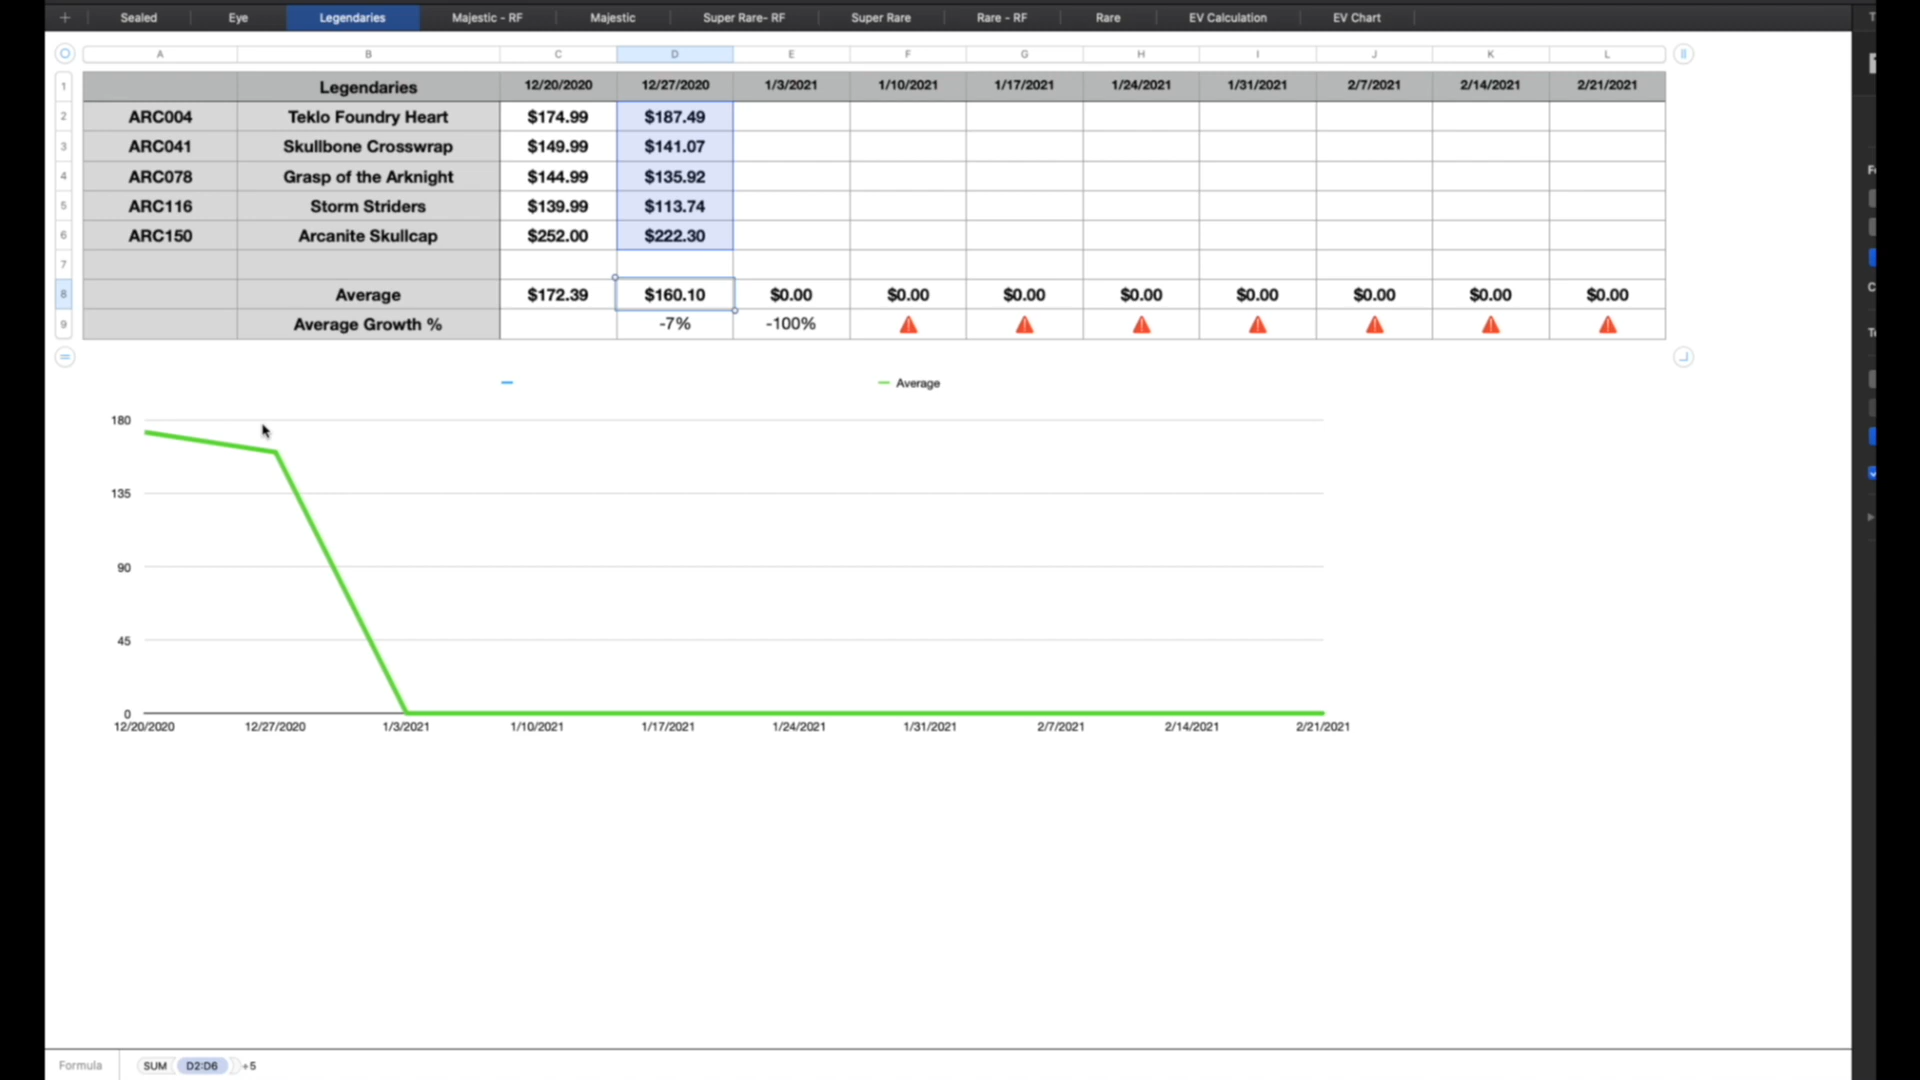 + Sealed Eye Legendaries Majestic - RF Majestic Super Rare- RF Super Rare Rare - RF Rare EV Calculation EV Chart
A B C D E F G H I J K L
1 Legendaries 12/20/2020 12/27/2020 1/3/2021 1/10/2021 1/17/2021 1/24/2021 1/31/2021 2/7/2021 2/14/2021 2/21/2021
2 ARC004 Teklo Foundry Heart $174.99 $187.49
3 ARC041 Skullbone Crosswrap $149.99 $141.07
4 ARC078 Grasp of the Arknight $144.99 $135.92
5 ARC116 Storm Striders $139.99 $113.74
6 ARC150 Arcanite Skullcap $252.00 $222.30
7
8 Average $172.39 $160.10 $0.00 $0.00 $0.00 $0.00 $0.00 $0.00 $0.00 $0.00
9 Average Growth % -7% -100%
Average
180
135
90
45
0
12/20/2020 12/27/2020 1/3/2021 1/10/2021 1/17/2021 1/24/2021 1/31/2021 2/7/2021 2/14/2021 2/21/2021
Formula SUM D2:D6 ÷5